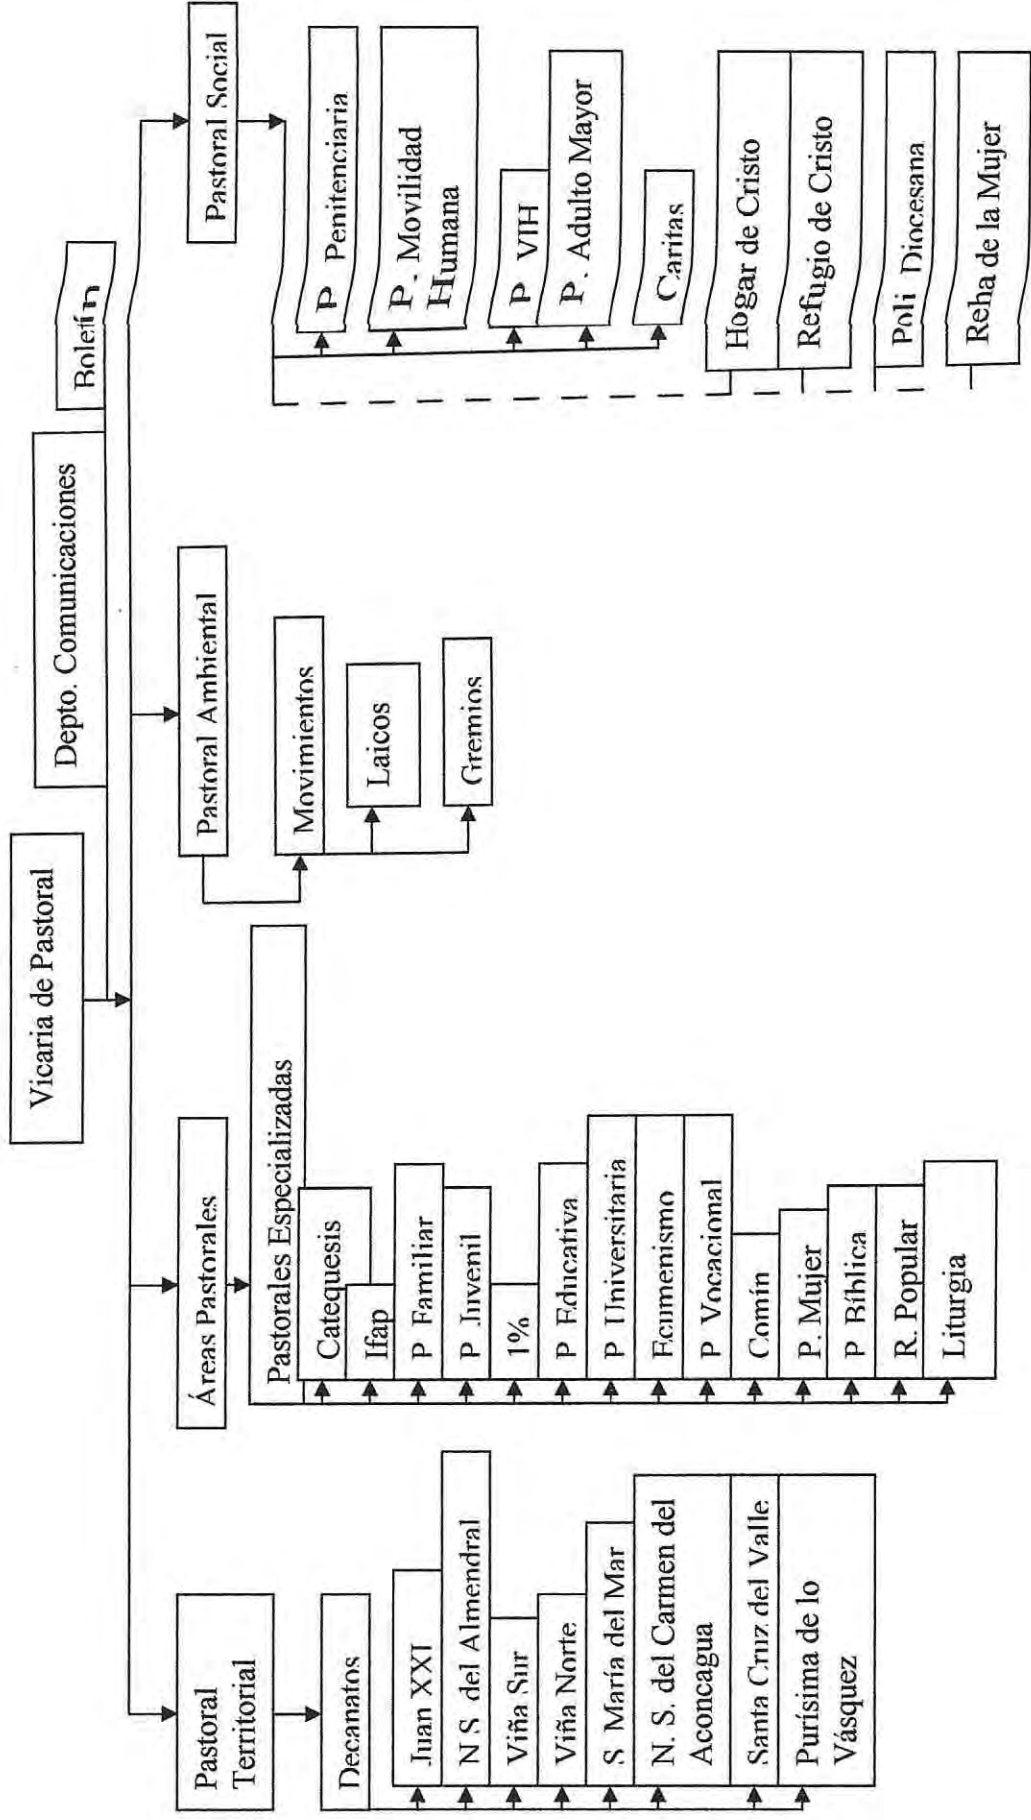 Vicaria de Pastoral
Depto. Comunicaciones
Boletín
Pastoral
Territorial
Áreas Pastorales
Pastoral Ambiental
Pastoral Social
Decanatos
Juan XXI
N S. del Almendral
Viña Sur
Viña Norte
S María del Mar
N. S. del Carmen del
Aconcagua
Santa Cruz del Valle
Purísima de lo
Vásquez
Pastorales Especializadas
Catequesis
Ifap
P Familiar
P Juvenil
1%
P Educativa
P Universitaria
Ecumenismo
P Vocacional
Comín
P. Mujer
P Bíblica
R. Popular
Liturgia
Movimientos
Laicos
Gremios
P Penitenciaria
P. Movilidad
Humana
P VIH
P. Adulto Mayor
Caritas
Hogar de Cristo
Refugio de Cristo
Poli Diocesana
Reha de la Mujer